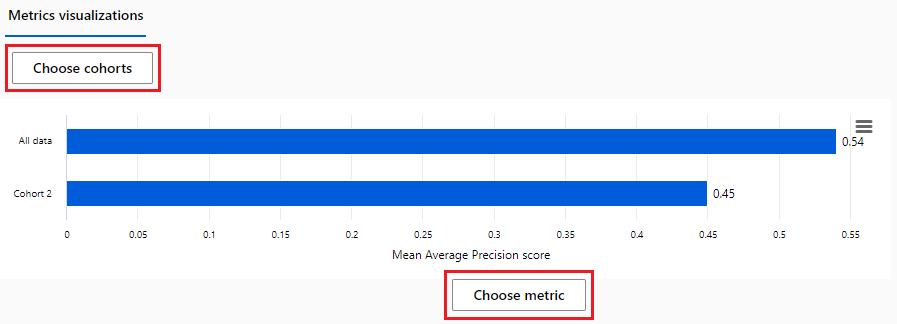 Metrics visualizations
Choose cohorts
All data
0.54
Cohort 2
0.45
0 0.05 0.1 0.15 0.2 0.25 0.3 0.35 0.4 0.45 0.5 0.55
Mean Average Precision score
Choose metric